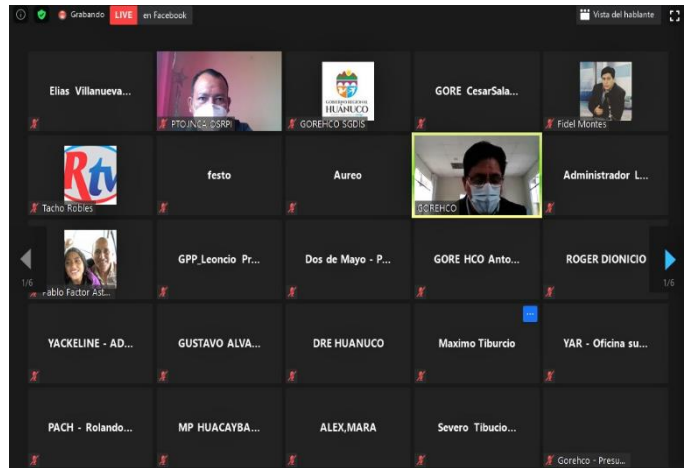 Grabando LIVE en Facebook
Vista del hablante
Elias Villanueva...
PTO.INCA-OSRPI
GOBIERNO REGIONAL
HUÁNUCO
GOREHCO SGDIS
GORE CesarSala...
Fidel Montes
Rtv
Tacho Robles
festo
Aureo
GOREHCO
Administrador L...
1/6
Pablo Factor Ast...
GPP_Leoncio Pr...
Dos de Mayo - P...
GORE HCO Anto...
ROGER DIONICIO
1/6
YACKELINE - AD...
GUSTAVO ALVA...
DRE HUANUCO
Maximo Tiburcio
YAR - Oficina su...
PACH - Rolando...
MP HUACAYBA...
ALEX,MARA
Severo Tibucio...
Gorehco - Presu...